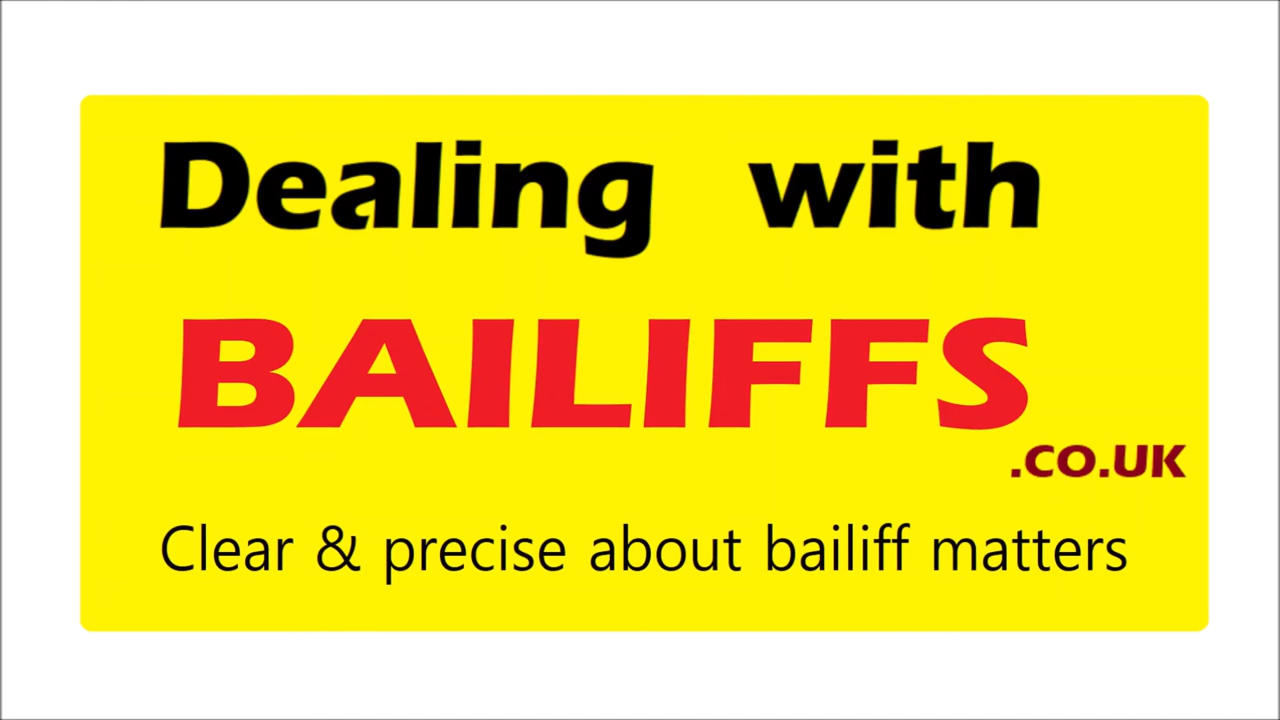 Dealing with
BAILIFFS
.CO.UK
Clear & precise about bailiff matters